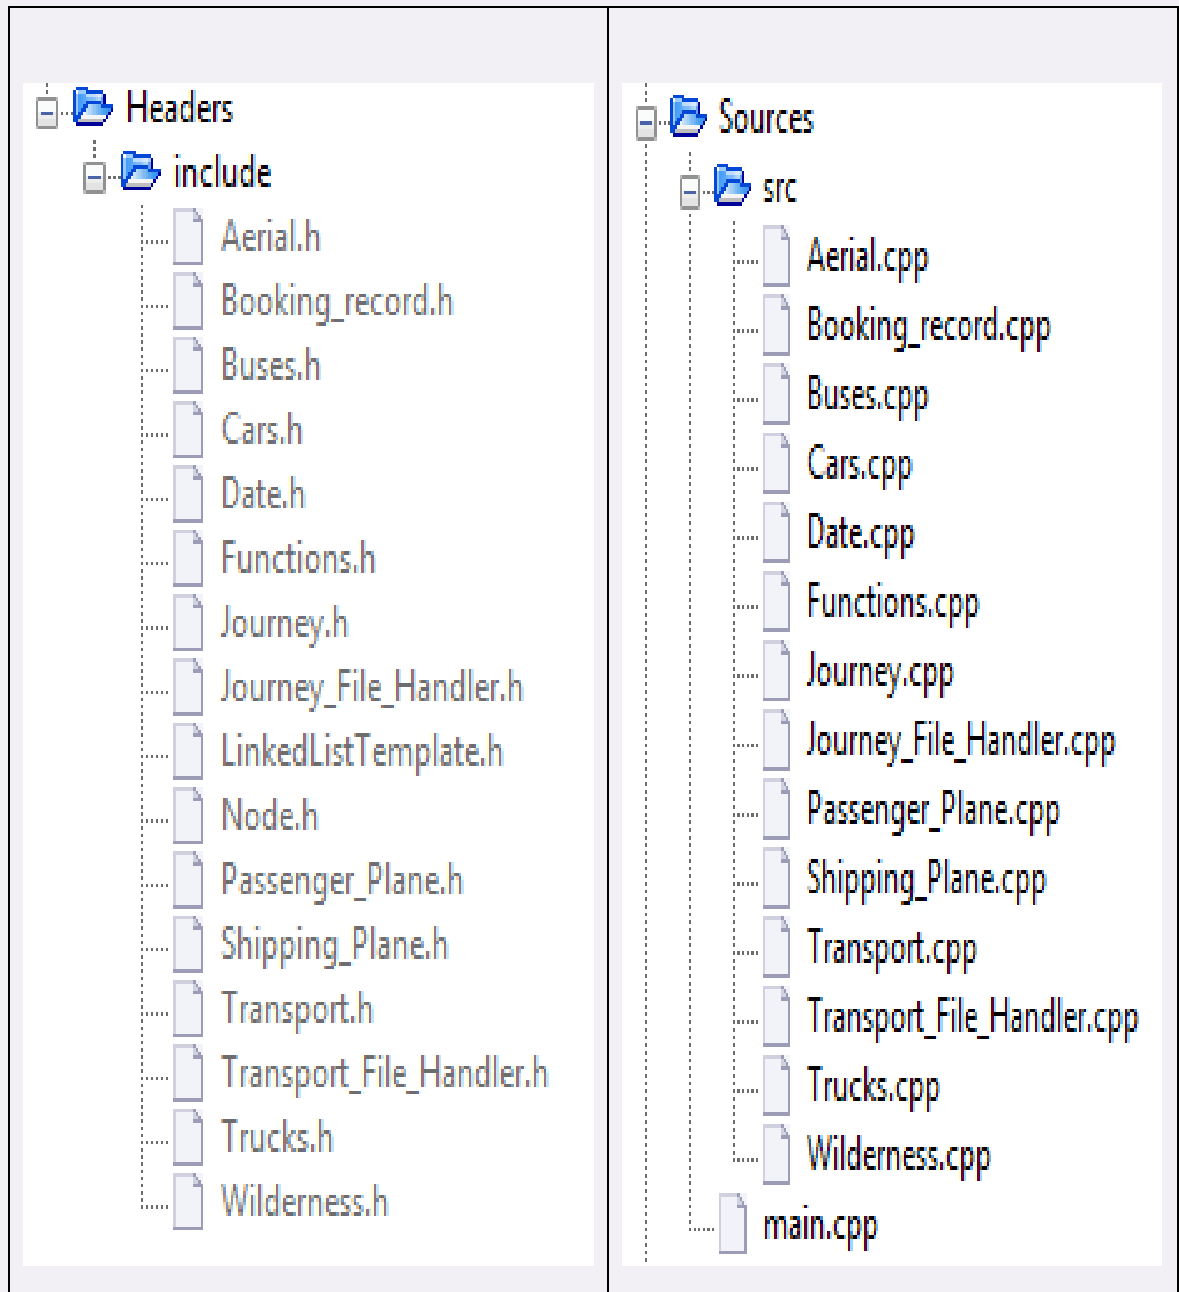 Headers
include
Aerial.h
Booking_record.h
Buses.h
Cars.h
Date.h
Functions.h
Journey.h
Journey_File_Handler.h
LinkedListTemplate.h
Node.h
Passenger_Plane.h
Shipping_Plane.h
Transport.h
Transport_File_Handler.h
Trucks.h
Wilderness.h
Sources
src
Aerial.cpp
Booking_record.cpp
Buses.cpp
Cars.cpp
Date.cpp
Functions.cpp
Journey.cpp
Journey_File_Handler.cpp
Passenger_Plane.cpp
Shipping_Plane.cpp
Transport.cpp
Transport_File_Handler.cpp
Trucks.cpp
Wilderness.cpp
main.cpp